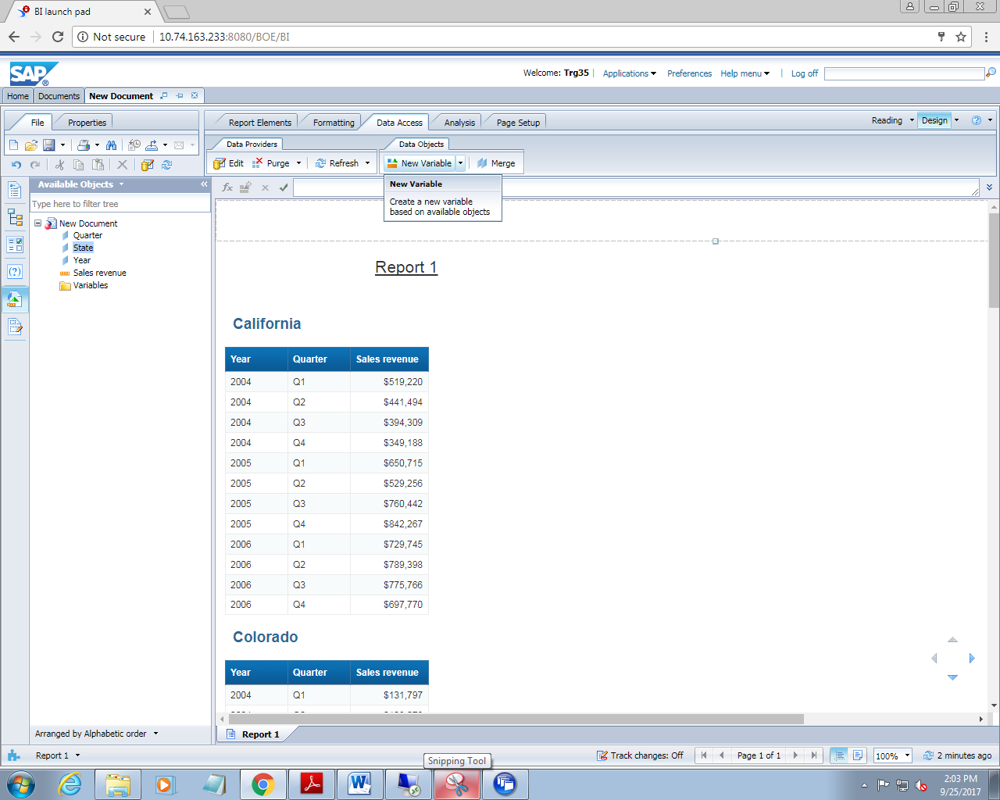 BI launch pad
Not secure 10.74.163.233:8080/BOE/BI
SAP
Welcome: Trg35 Applications Preferences Help menu Log off
Home Documents New Document
File Properties Report Elements Formatting Data Access Analysis Page Setup Reading Design
Data Providers Data Objects
Edit Purge Refresh New Variable Merge
Available Objects
New Variable
Create a new variable
based on available objects
Type here to filter tree
New Document
Quarter
State
Year
Sales revenue
Variables
Report 1
California
Year Quarter Sales revenue
2004 Q1 $519,220
2004 Q2 $441,494
2004 Q3 $394,309
2004 Q4 $349,188
2005 Q1 $650,715
2005 Q2 $529,256
2005 Q3 $760,442
2005 Q4 $842,267
2006 Q1 $729,745
2006 Q2 $789,398
2006 Q3 $775,766
2006 Q4 $697,770
Colorado
Year Quarter Sales revenue
2004 Q1 $131,797
Arranged by Alphabetic order Report 1
Report 1 Track changes: Off Page 1 of 1 100% 2 minutes ago
Snipping Tool
2:03 PM
9/25/2017